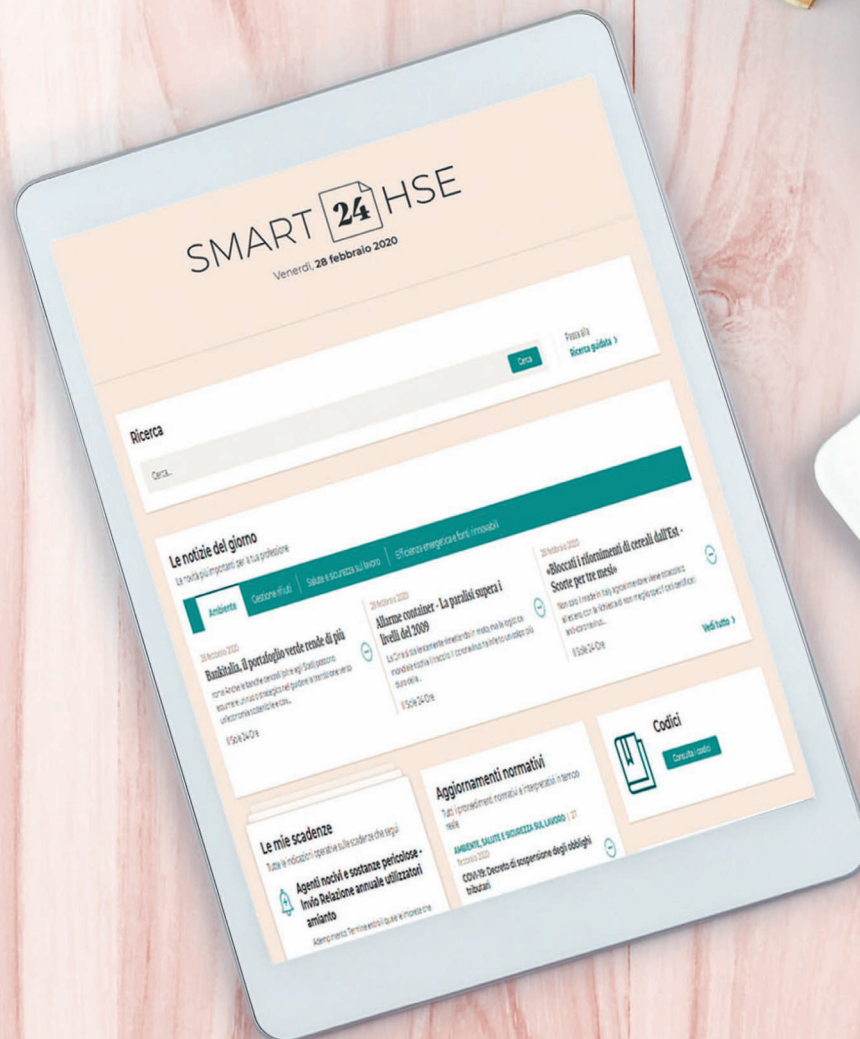 SMART 24 HSE
Venerdì, 28 febbraio 2020
Ricerca
Cerca...
Cerca
Passa alla
Ricerca guidata >
Le notizie del giorno
Le novità più importanti per la tua professione
Ambiente
Gestione rifiuti
Salute e sicurezza sul lavoro
Efficienza energetica e fonti rinnovabili
28 febbraio 2020
Bankitalia, il portafoglio verde rende di più
Il Sole 24 Ore
28 febbraio 2020
Allarme container - La paralisi supera i
livelli del 2009
Il Sole 24 Ore
28 febbraio 2020
«Bloccati i rifornimenti di cereali dall'Est -
Scorte per tre mesi»
Il Sole 24 Ore
Vedi tutto >
Le mie scadenze
Tutte le indicazioni operative sulle scadenze che segui
Agenti nocivi e sostanze pericolose -
Invio Relazione annuale utilizzatori
amianto
Aggiornamenti normativi
Tutti i provvedimenti normativi e interpretativi in tempo
reale
AMBIENTE, SALUTE E SICUREZZA SUL LAVORO | 27
febbraio 2020
COVI-19: Decreto di sospensione degli obblighi
tributari
Codici
Consulta i codici